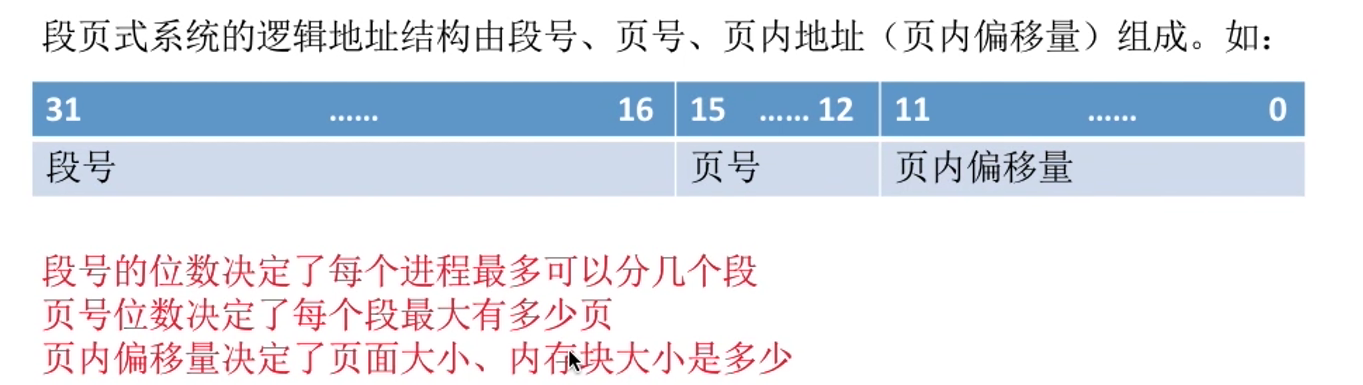 段页式系统的逻辑地址结构由段号、页号、页内地址（页内偏移量）组成。如：
31 …… 16 15 …… 12 11 …… 0
段号 页号 页内偏移量
段号的位数决定了每个进程最多可以分几个段
页号位数决定了每个段最大有多少页
页内偏移量决定了页面大小、内存块大小是多少